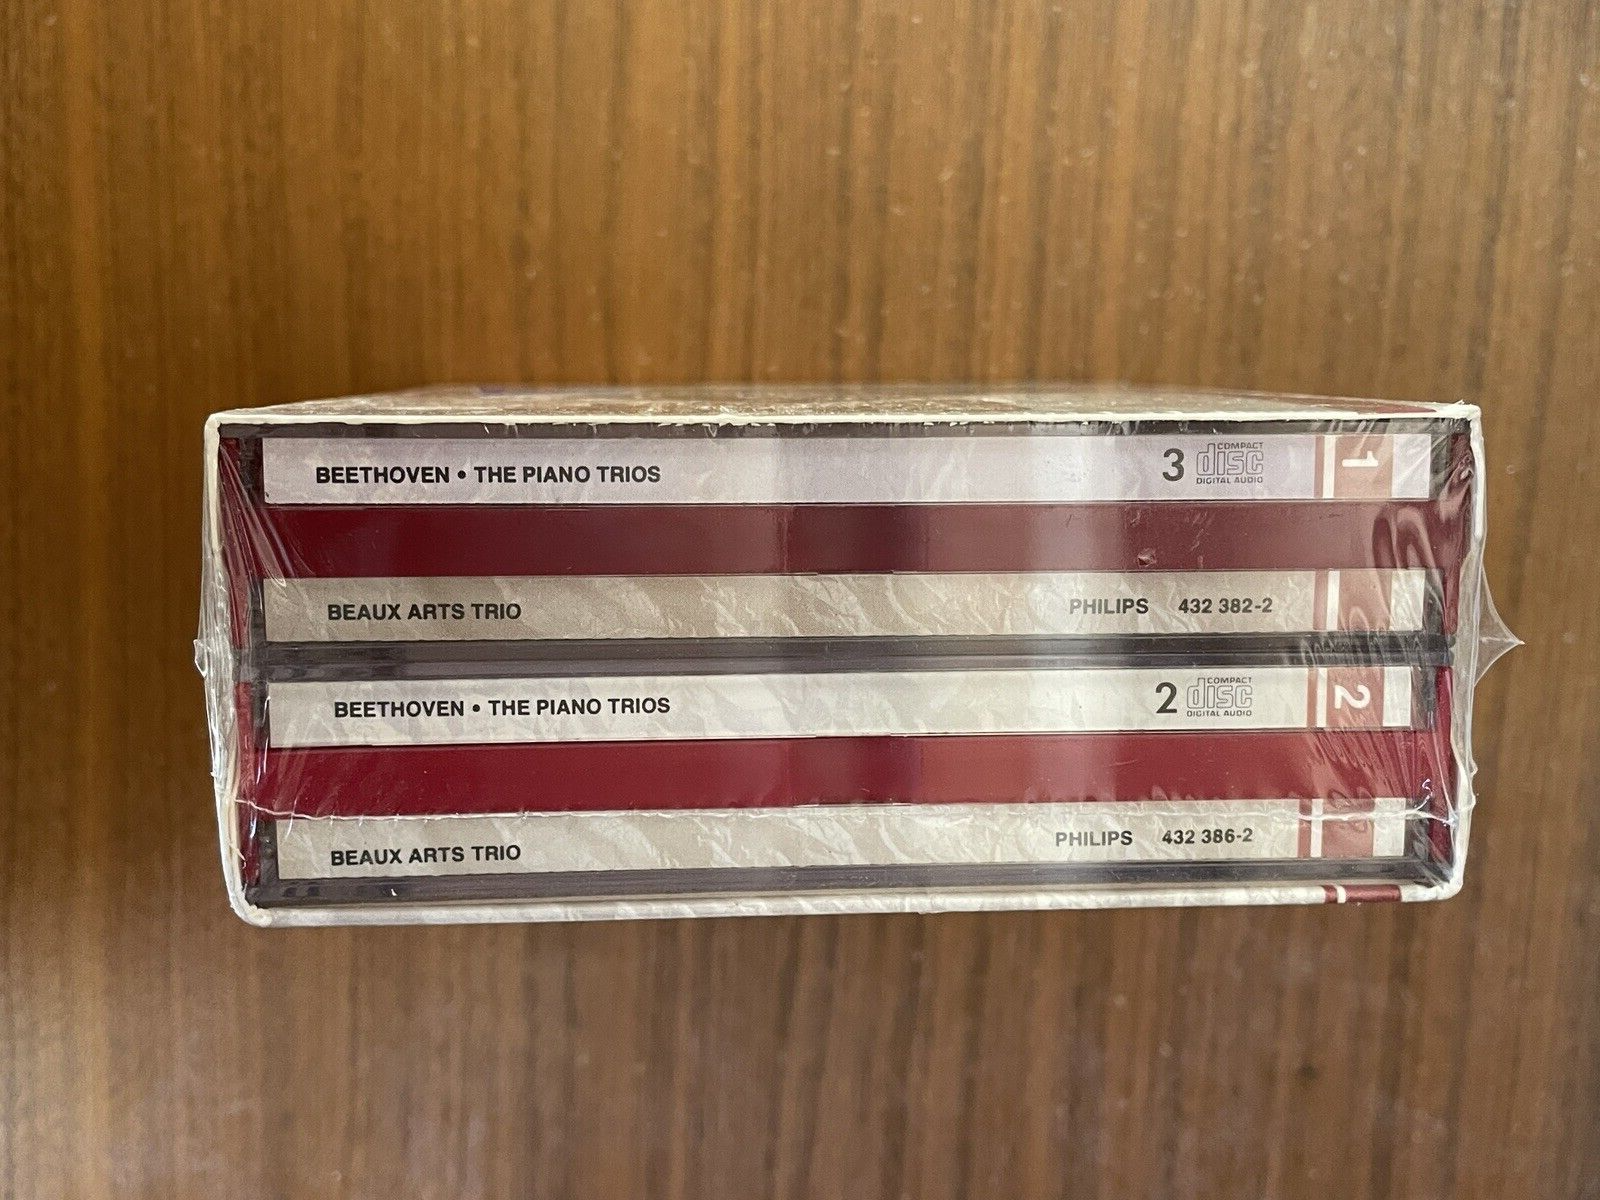 BEETHOVEN • THE PIANO TRIOS 3 COMPACT disc DIGITAL AUDIO 1
BEAUX ARTS TRIO PHILIPS 432 382-2
BEETHOVEN • THE PIANO TRIOS 2 COMPACT disc DIGITAL AUDIO 2
BEAUX ARTS TRIO PHILIPS 432 386-2